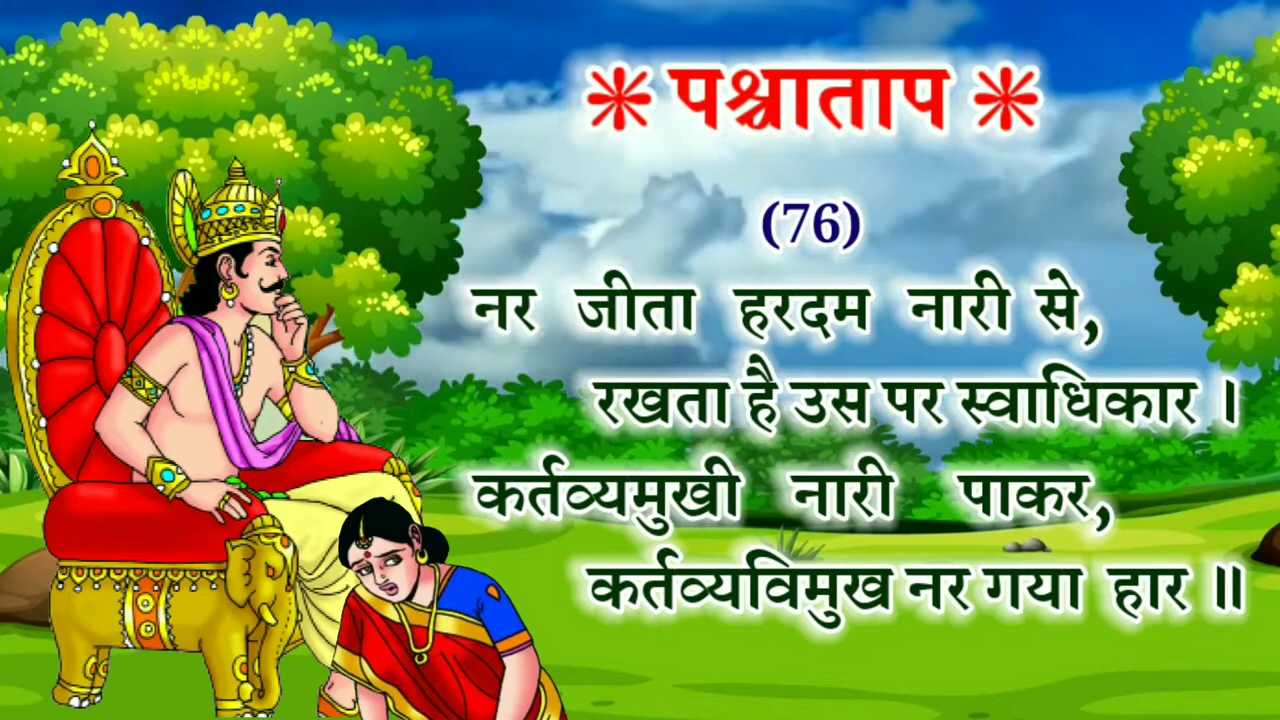 ❋ पश्चाताप ❋
(76)
नर जीता हरदम नारी से,
रखता है उस पर स्वाधिकार ।
कर्तव्यमुखी नारी पाकर,
कर्तव्यविमुख नर गया हार ॥